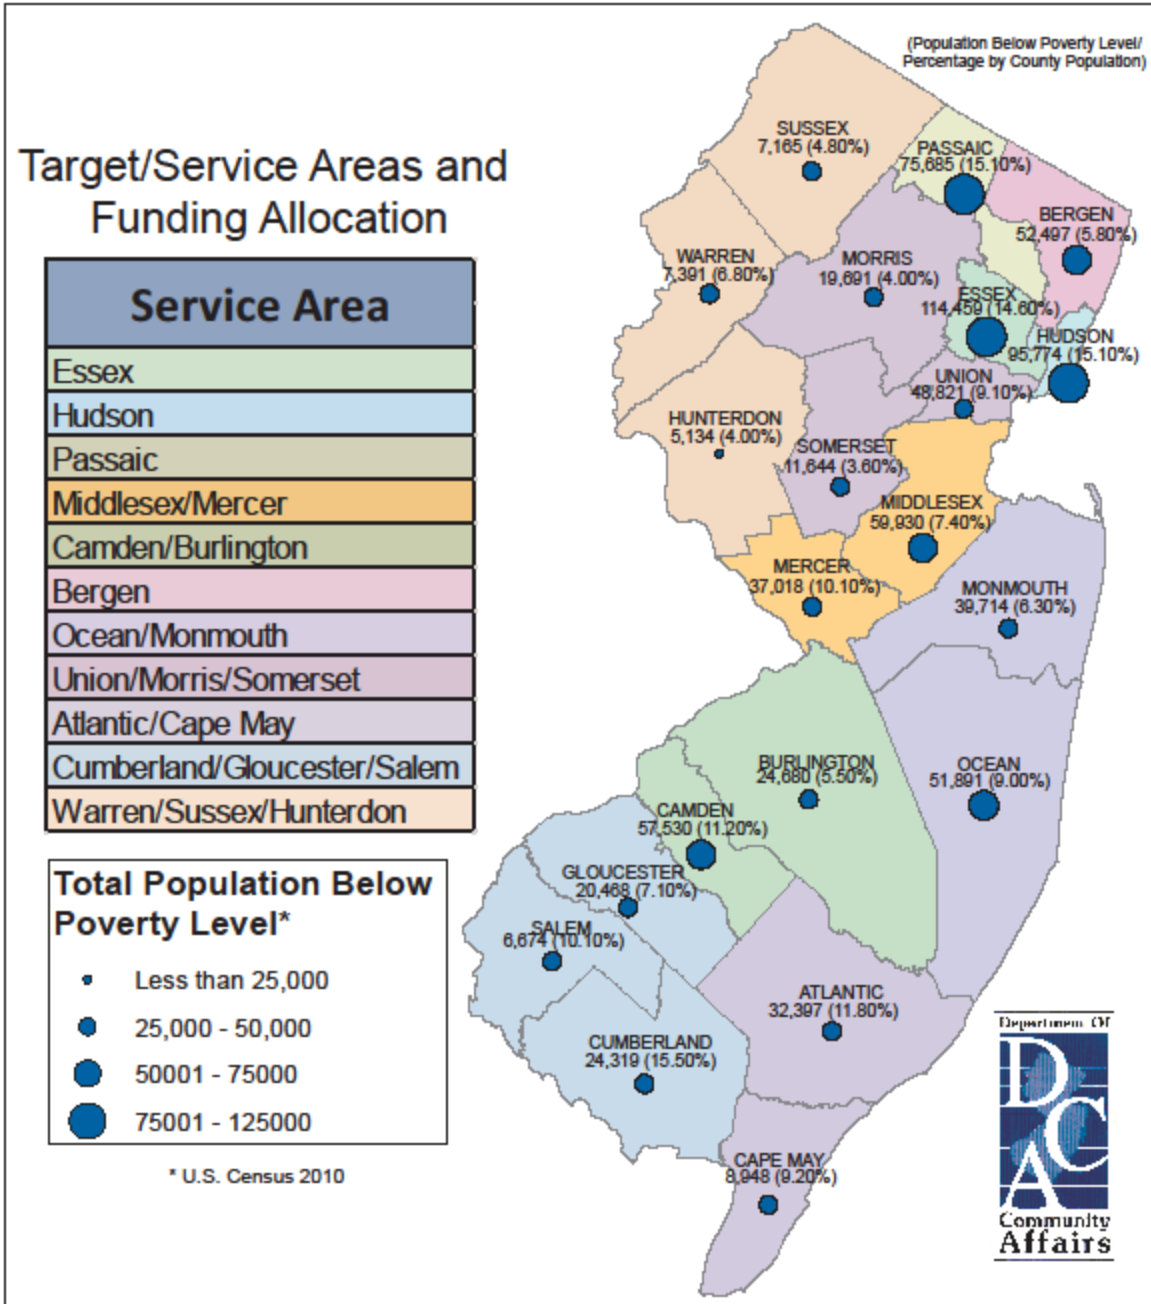 (Population Below Poverty Level/
Percentage by County Population)
Target/Service Areas and
Funding Allocation
Service Area
Essex
Hudson
Passaic
Middlesex/Mercer
Camden/Burlington
Bergen
Ocean/Monmouth
Union/Morris/Somerset
Atlantic/Cape May
Cumberland/Gloucester/Salem
Warren/Sussex/Hunterdon
Total Population Below
Poverty Level*
Less than 25,000
25,000 - 50,000
50001 - 75000
75001 - 125000
* U.S. Census 2010
SUSSEX
7,165 (4.80%)
PASSAIC
75,685 (15.10%)
BERGEN
52,497 (5.80%)
WARREN
7,391 (6.80%)
MORRIS
19,691 (4.00%)
ESSEX
114,459 (14.60%)
HUDSON
95,774 (15.10%)
UNION
48,821 (9.10%)
HUNTERDON
5,134 (4.00%)
SOMERSET
11,644 (3.60%)
MIDDLESEX
59,930 (7.40%)
MERCER
37,018 (10.10%)
MONMOUTH
39,714 (6.30%)
BURLINGTON
24,680 (5.50%)
OCEAN
51,891 (9.00%)
CAMDEN
57,530 (11.20%)
GLOUCESTER
20,468 (7.10%)
SALEM
6,674 (10.10%)
ATLANTIC
32,397 (11.80%)
CUMBERLAND
24,319 (15.50%)
CAPE MAY
8,948 (9.20%)
Department Of
D
C
A
Community
Affairs